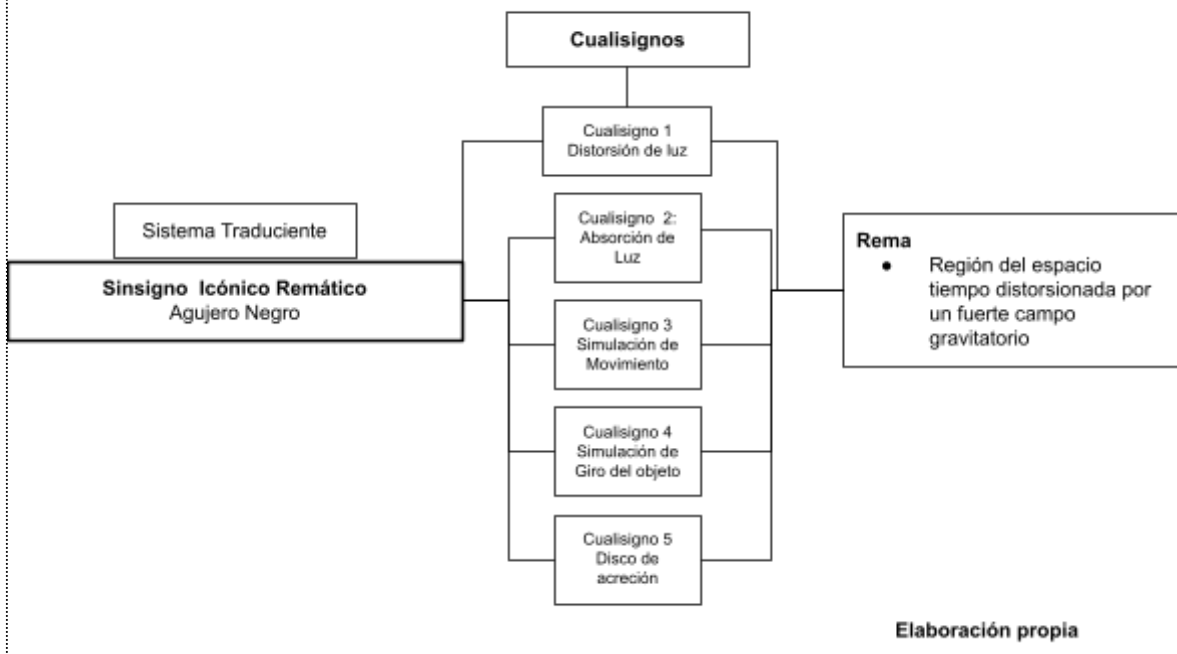 Cualisignos
Cualisigno 1
Distorsión de luz
Sistema Traduciente
Sinsigno Icónico Remático
Agujero Negro
Cualisigno 2:
Absorción de
Luz
Cualisigno 3
Simulación de
Movimiento
Cualisigno 4
Simulación de
Giro del objeto
Cualisigno 5
Disco de
acreción
Rema
● Región del espacio
tiempo distorsionada por
un fuerte campo
gravitatorio
Elaboración propia